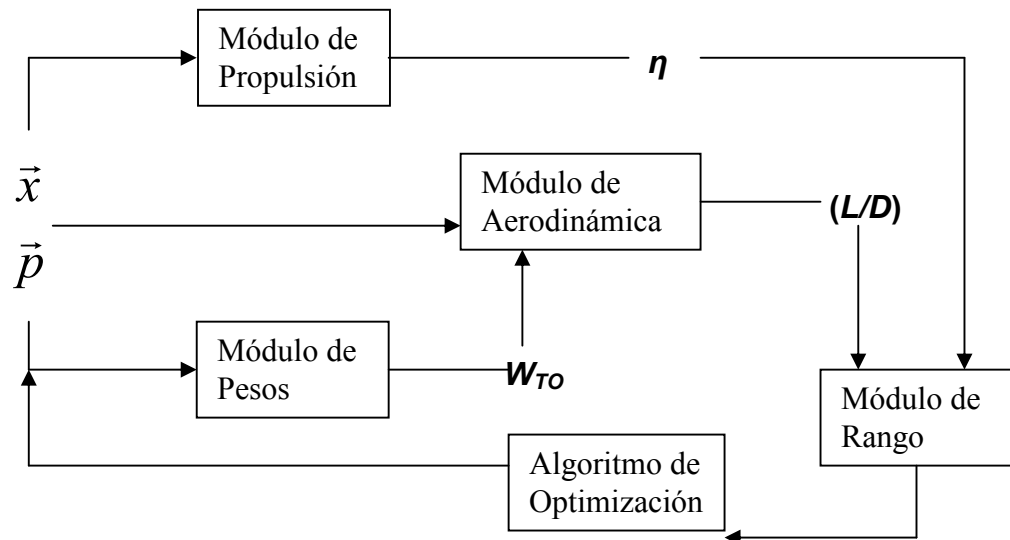 Módulo de
Propulsión
η
x⃗
Módulo de
Aerodinámica
(L/D)
p⃗
Módulo de
Pesos
W_TO
Módulo de
Rango
Algoritmo de
Optimización